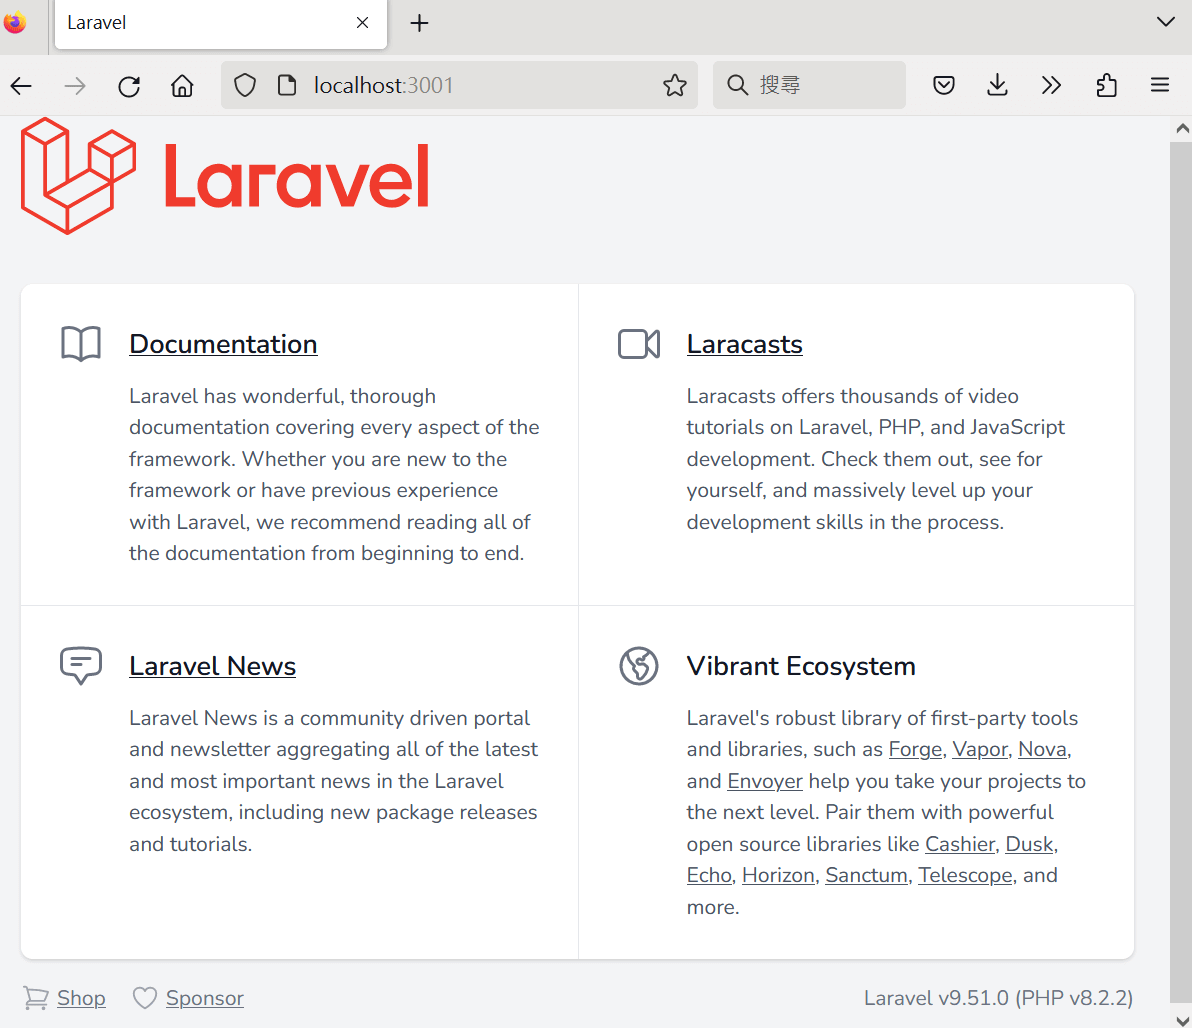 Laravel
localhost:3001
搜尋
Laravel
Documentation
Laravel has wonderful, thorough
documentation covering every aspect of the
framework. Whether you are new to the
framework or have previous experience
with Laravel, we recommend reading all of
the documentation from beginning to end.
Laracasts
Laracasts offers thousands of video
tutorials on Laravel, PHP, and JavaScript
development. Check them out, see for
yourself, and massively level up your
development skills in the process.
Laravel News
Laravel News is a community driven portal
and newsletter aggregating all of the latest
and most important news in the Laravel
ecosystem, including new package releases
and tutorials.
Vibrant Ecosystem
Laravel's robust library of first-party tools
and libraries, such as Forge, Vapor, Nova,
and Envoyer help you take your projects to
the next level. Pair them with powerful
open source libraries like Cashier, Dusk,
Echo, Horizon, Sanctum, Telescope, and
more.
Shop
Sponsor
Laravel v9.51.0 (PHP v8.2.2)